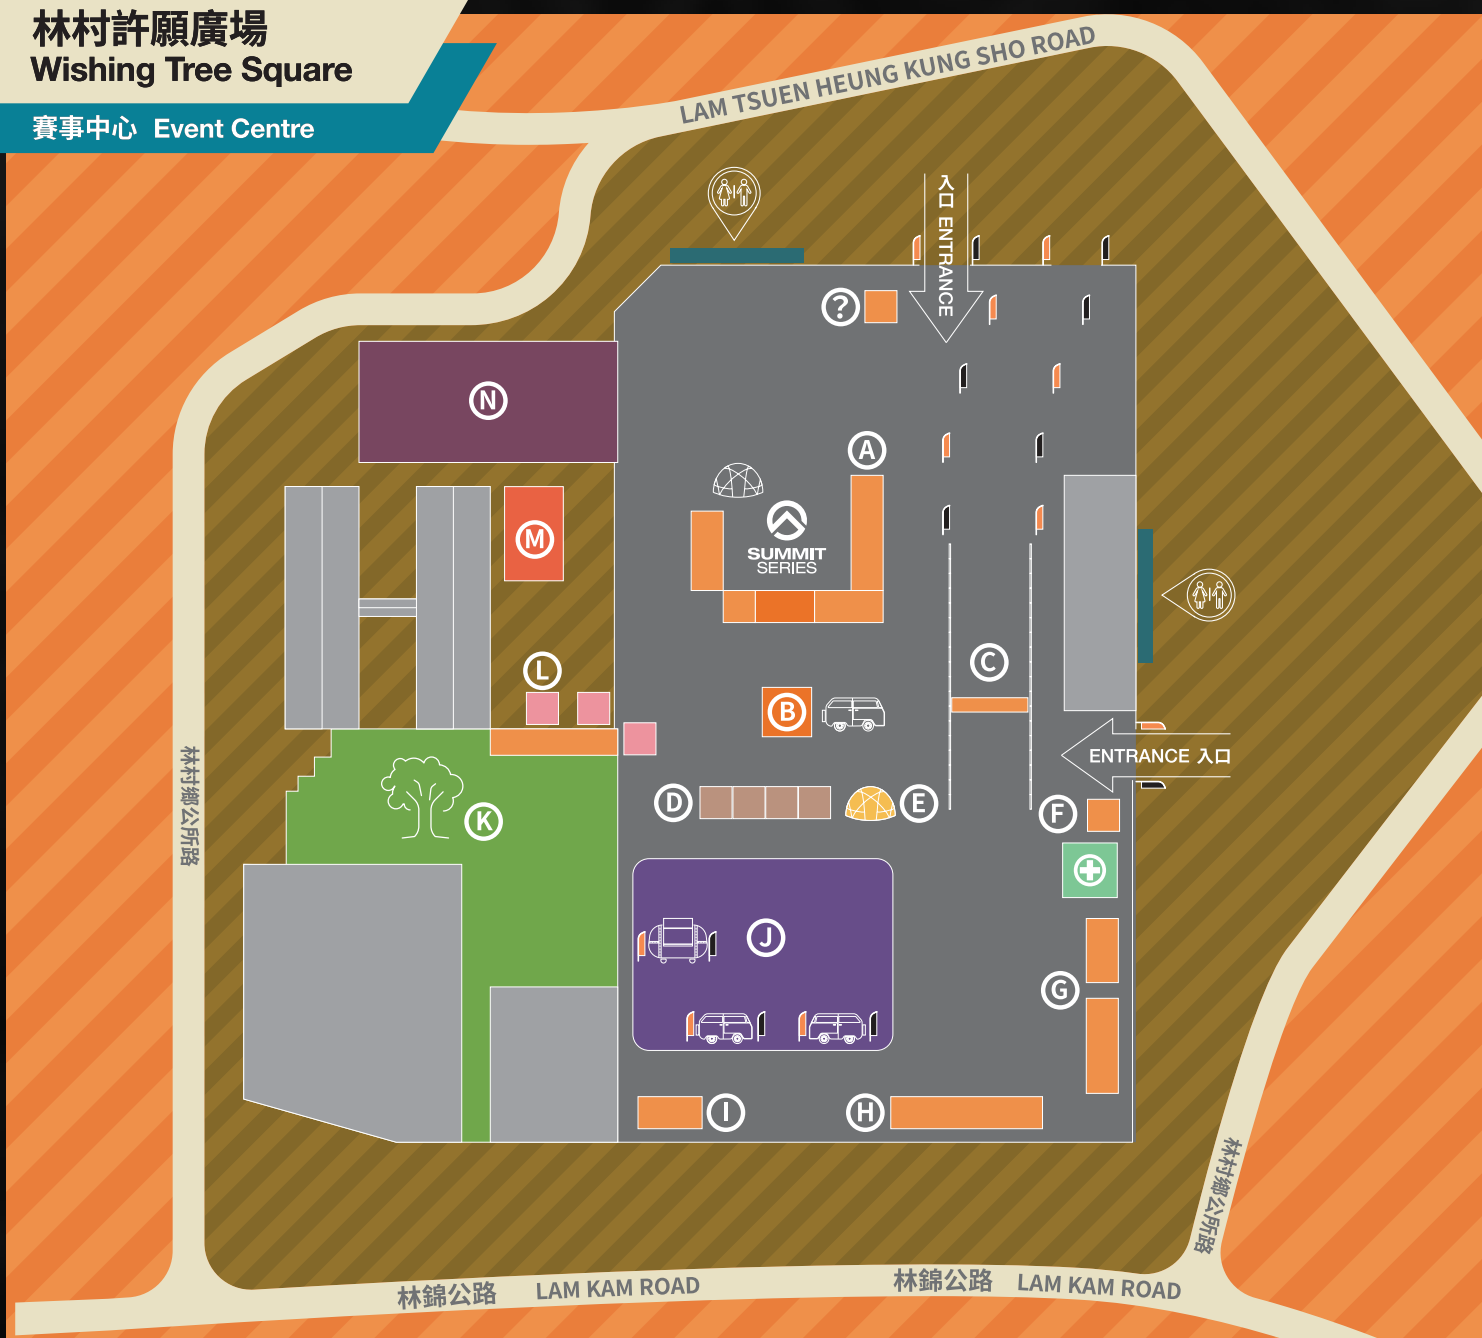 林村許願廣場
Wishing Tree Square
賽事中心 Event Centre
LAM TSUEN HEUNG KUNG SHO ROAD
入口 ENTRANCE
?
N
A
M
SUMMIT
SERIES
L
C
B
ENTRANCE 入口
D
E
F
K
林村鄉公所路
J
G
I
H
林村鄉公所路
林錦公路 LAM KAM ROAD
林錦公路 LAM KAM ROAD